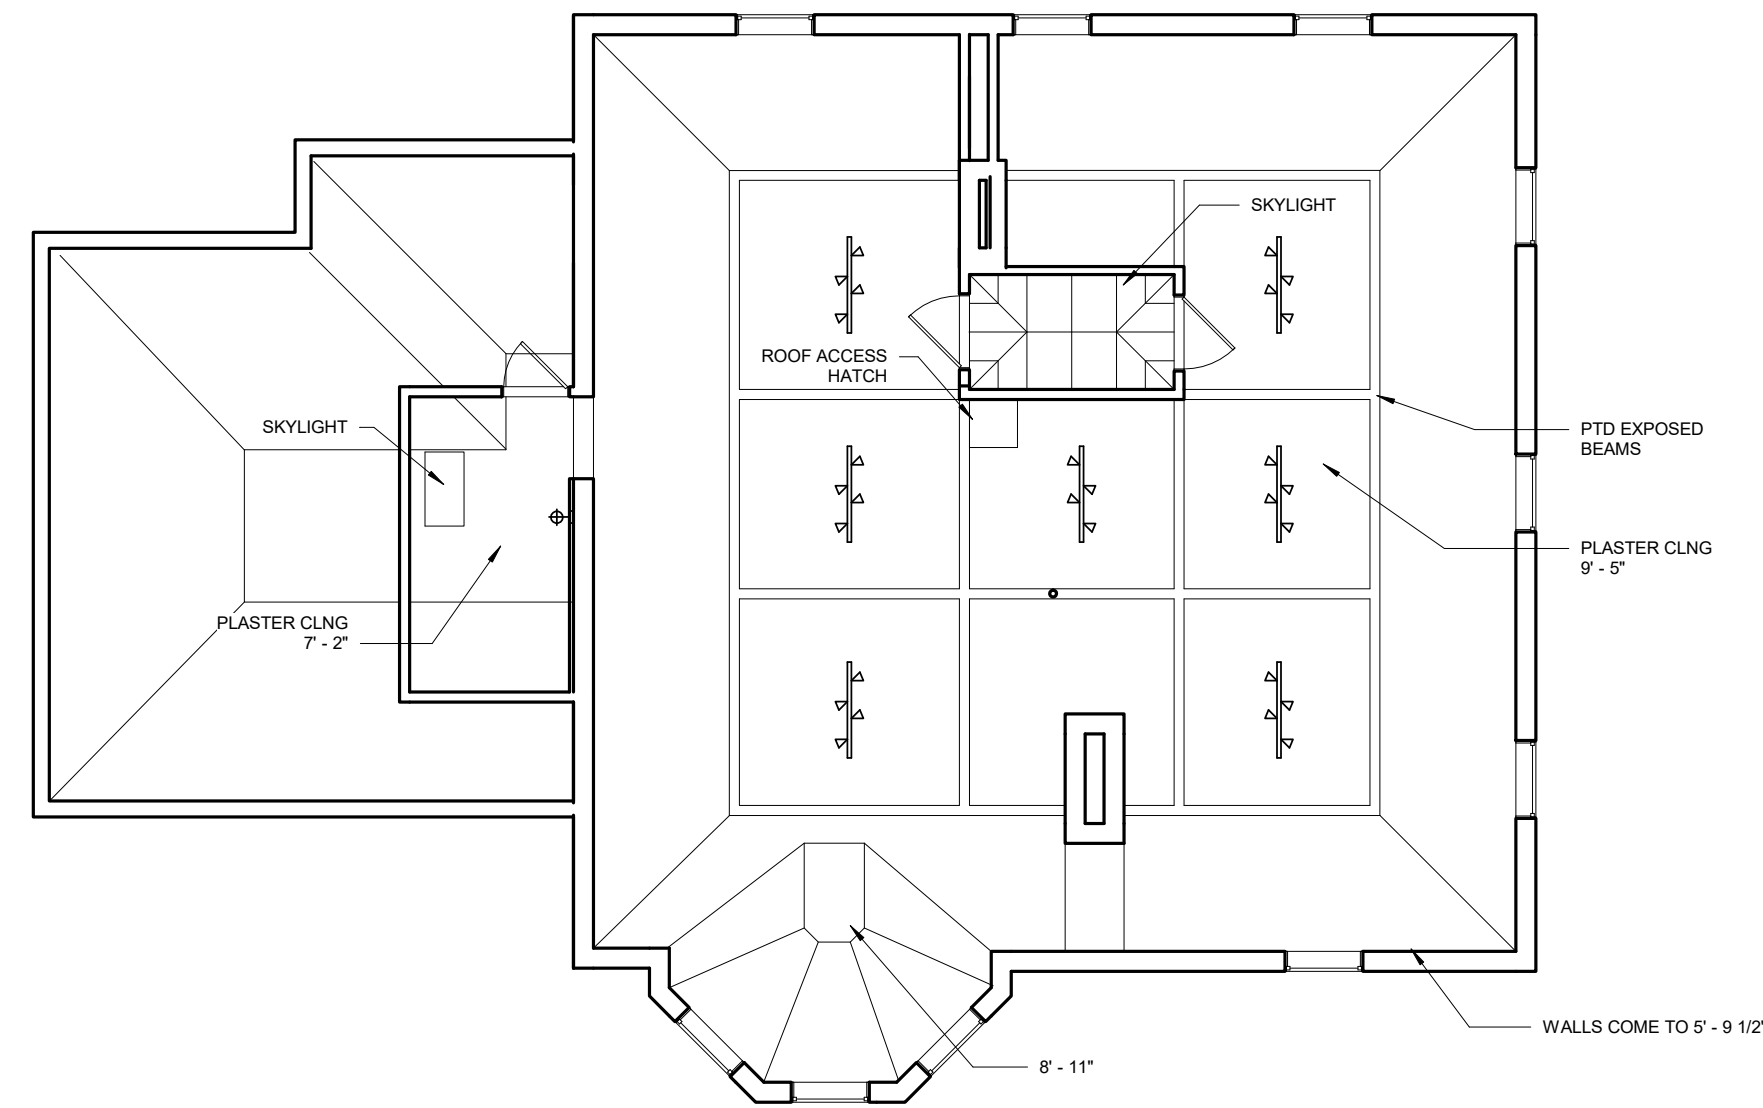 SKYLIGHT
ROOF ACCESS
HATCH
SKYLIGHT
PTD EXPOSED
BEAMS
PLASTER CLNG
9' - 5"
PLASTER CLNG
7' - 2"
WALLS COME TO 5' - 9 1/2"
8' - 11"